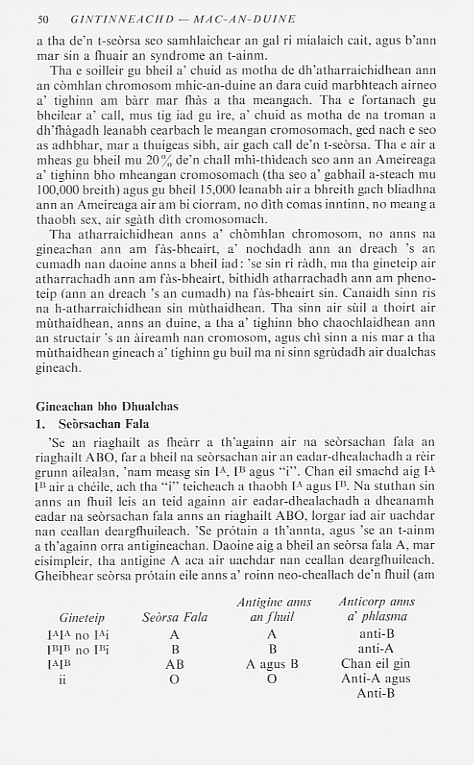 50 GINTINNEACHD — MAC-AN-DUINE
a tha de'n t-seòrsa seo samhlaichear an gal ri mialaich cait, agus b'ann
mar sin a fhuair an syndrome an t-ainm.
Tha e soilleir gu bheil a' chuid as motha de dh'atharraichidhean ann
an còmhlan chromosom mhic-an-duine an dara cuid marbhteach airneo
a' tighinn am bàrr mar fhàs a tha meangach. Tha e fortanach gu
bheilear a' call, mus tig iad gu ìre, a' chuid as motha de na troman a
dh'fhàgadh leanabh cearbach le meangan cromosomach, ged nach e seo
as adhbhar, mar a thuigeas sibh, air gach call de'n t-seòrsa. Tha e air a
mheas gu bheil mu 20% de'n chall mhì-thìdeach seo ann an Ameireaga
a' tighinn bho mheangan cromosomach (tha seo a' gabhail a-steach mu
100,000 breith) agus gu bheil 15,000 leanabh air a bhreith gach bliadhna
ann an Ameireaga air am bi ciorram, no dìth comas inntinn, no meang a
thaobh sex, air sgàth dìth cromosomach.
Tha atharraichidhean anns a' chòmhlan chromosom, no anns na
gineachan ann am fàs-bheairt, a' nochdadh ann an dreach 's an
cumadh nan daoine anns a bheil iad: 'se sin ri ràdh, ma tha gineteip air
atharrachadh ann am fàs-bheairt, bithidh atharrachadh ann am pheno-
teip (ann an dreach 's an cumadh) na fàs-bheairt sin. Canaidh sinn ris
na h-atharraichidhean sin mùthaidhean. Tha sinn air sùil a thoirt air
mùthaidhean, anns an duine, a tha a' tighinn bho chaochlaidhean ann
an structair 's an àireamh nan cromosom, agus chì sinn a nis mar a tha
mùthaidhean gineach a' tighinn gu buil ma ni sinn sgrùdadh air dualchas
gineach.
Gineachan bho Dhualchas
1. Seòrsachan Fala
'Se an riaghailt as fheàrr a th'againn air na seòrsachan fala an
riaghailt ABO, far a bheil na seòrsachan air an eadar-dhealachadh a rèir
grunn ailealan, 'nam measg sin Iᴬ, Iᴮ agus “i”. Chan eil smachd aig Iᴬ
Iᴮ air a chéile, ach tha “i” teicheach a thaobh Iᴬ agus Iᴮ. Na stuthan sin
anns an fhuil leis an teid againn air eadar-dhealachadh a dheanamh
eadar na seòrsachan fala anns an riaghailt ABO, lorgar iad air uachdar
nan ceallan deargfhuileach. 'Se prótain a th'annta, agus 'se an t-ainm
a th'againn orra antigineachan. Daoine aig a bheil an seòrsa fala A, mar
eisimpleir, tha antigine A aca air uachdar nan ceallan deargfhuileach.
Gheibhear seòrsa prótain eile anns a' roinn neo-cheallach de'n fhuil (am
Gineteip Seòrsa Fala Antigine anns an fhuil Anticorp anns a' phlasma
IᴬIᴬ no Iᴬi A A anti-B
IᴮIᴮ no Iᴮi B B anti-A
IᴬIᴮ AB A agus B Chan eil gin
ii O O Anti-A agus
Anti-B